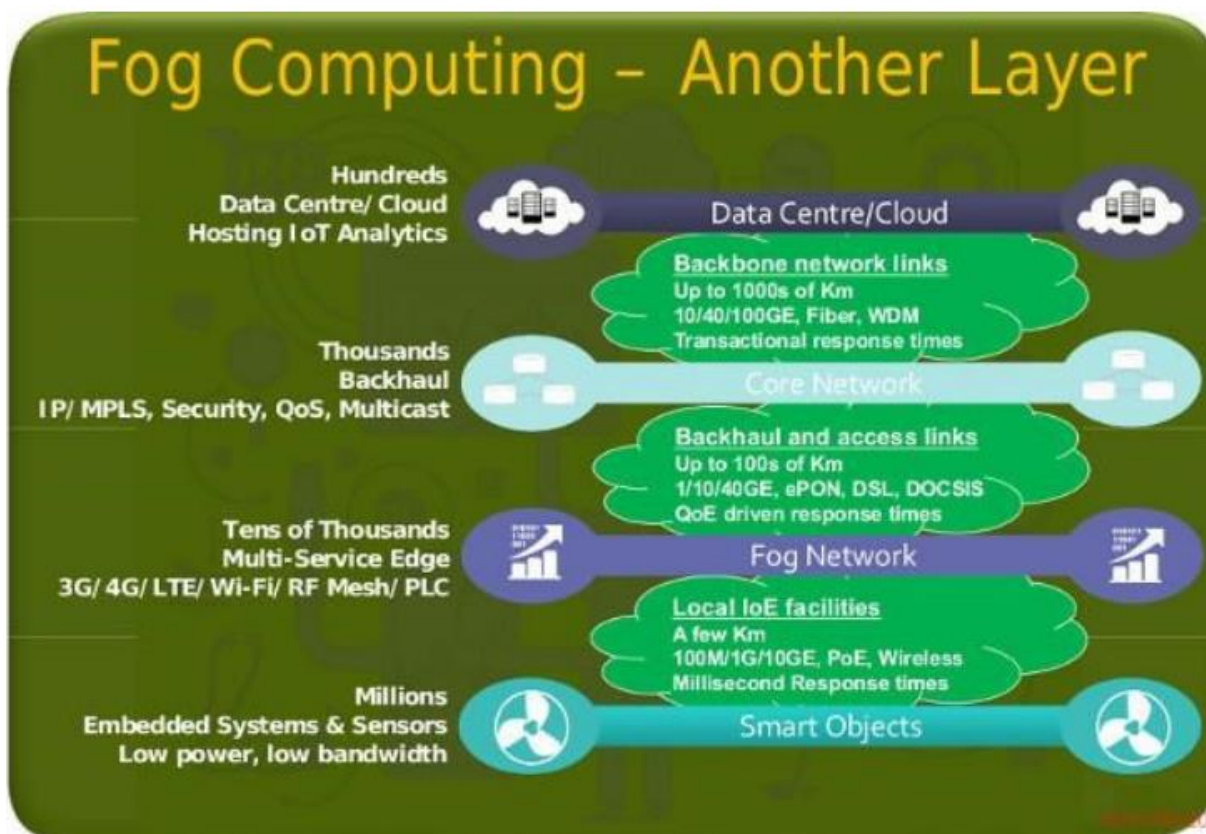 Fog Computing – Another Layer
Hundreds
Data Centre/ Cloud
Hosting IoT Analytics
Data Centre/Cloud
Backbone network links
Up to 1000s of Km
10/40/100GE, Fiber, WDM
Transactional response times
Thousands
Backhaul
IP/ MPLS, Security, QoS, Multicast
Core Network
Backhaul and access links
Up to 100s of Km
1/10/40GE, ePON, DSL, DOCSIS
QoE driven response times
Tens of Thousands
Multi-Service Edge
3G/ 4G/ LTE/ Wi-Fi/ RF Mesh/ PLC
Fog Network
Local IoE facilities
A few Km
100M/1G/10GE, PoE, Wireless
Millisecond Response times
Millions
Embedded Systems & Sensors
Low power, low bandwidth
Smart Objects